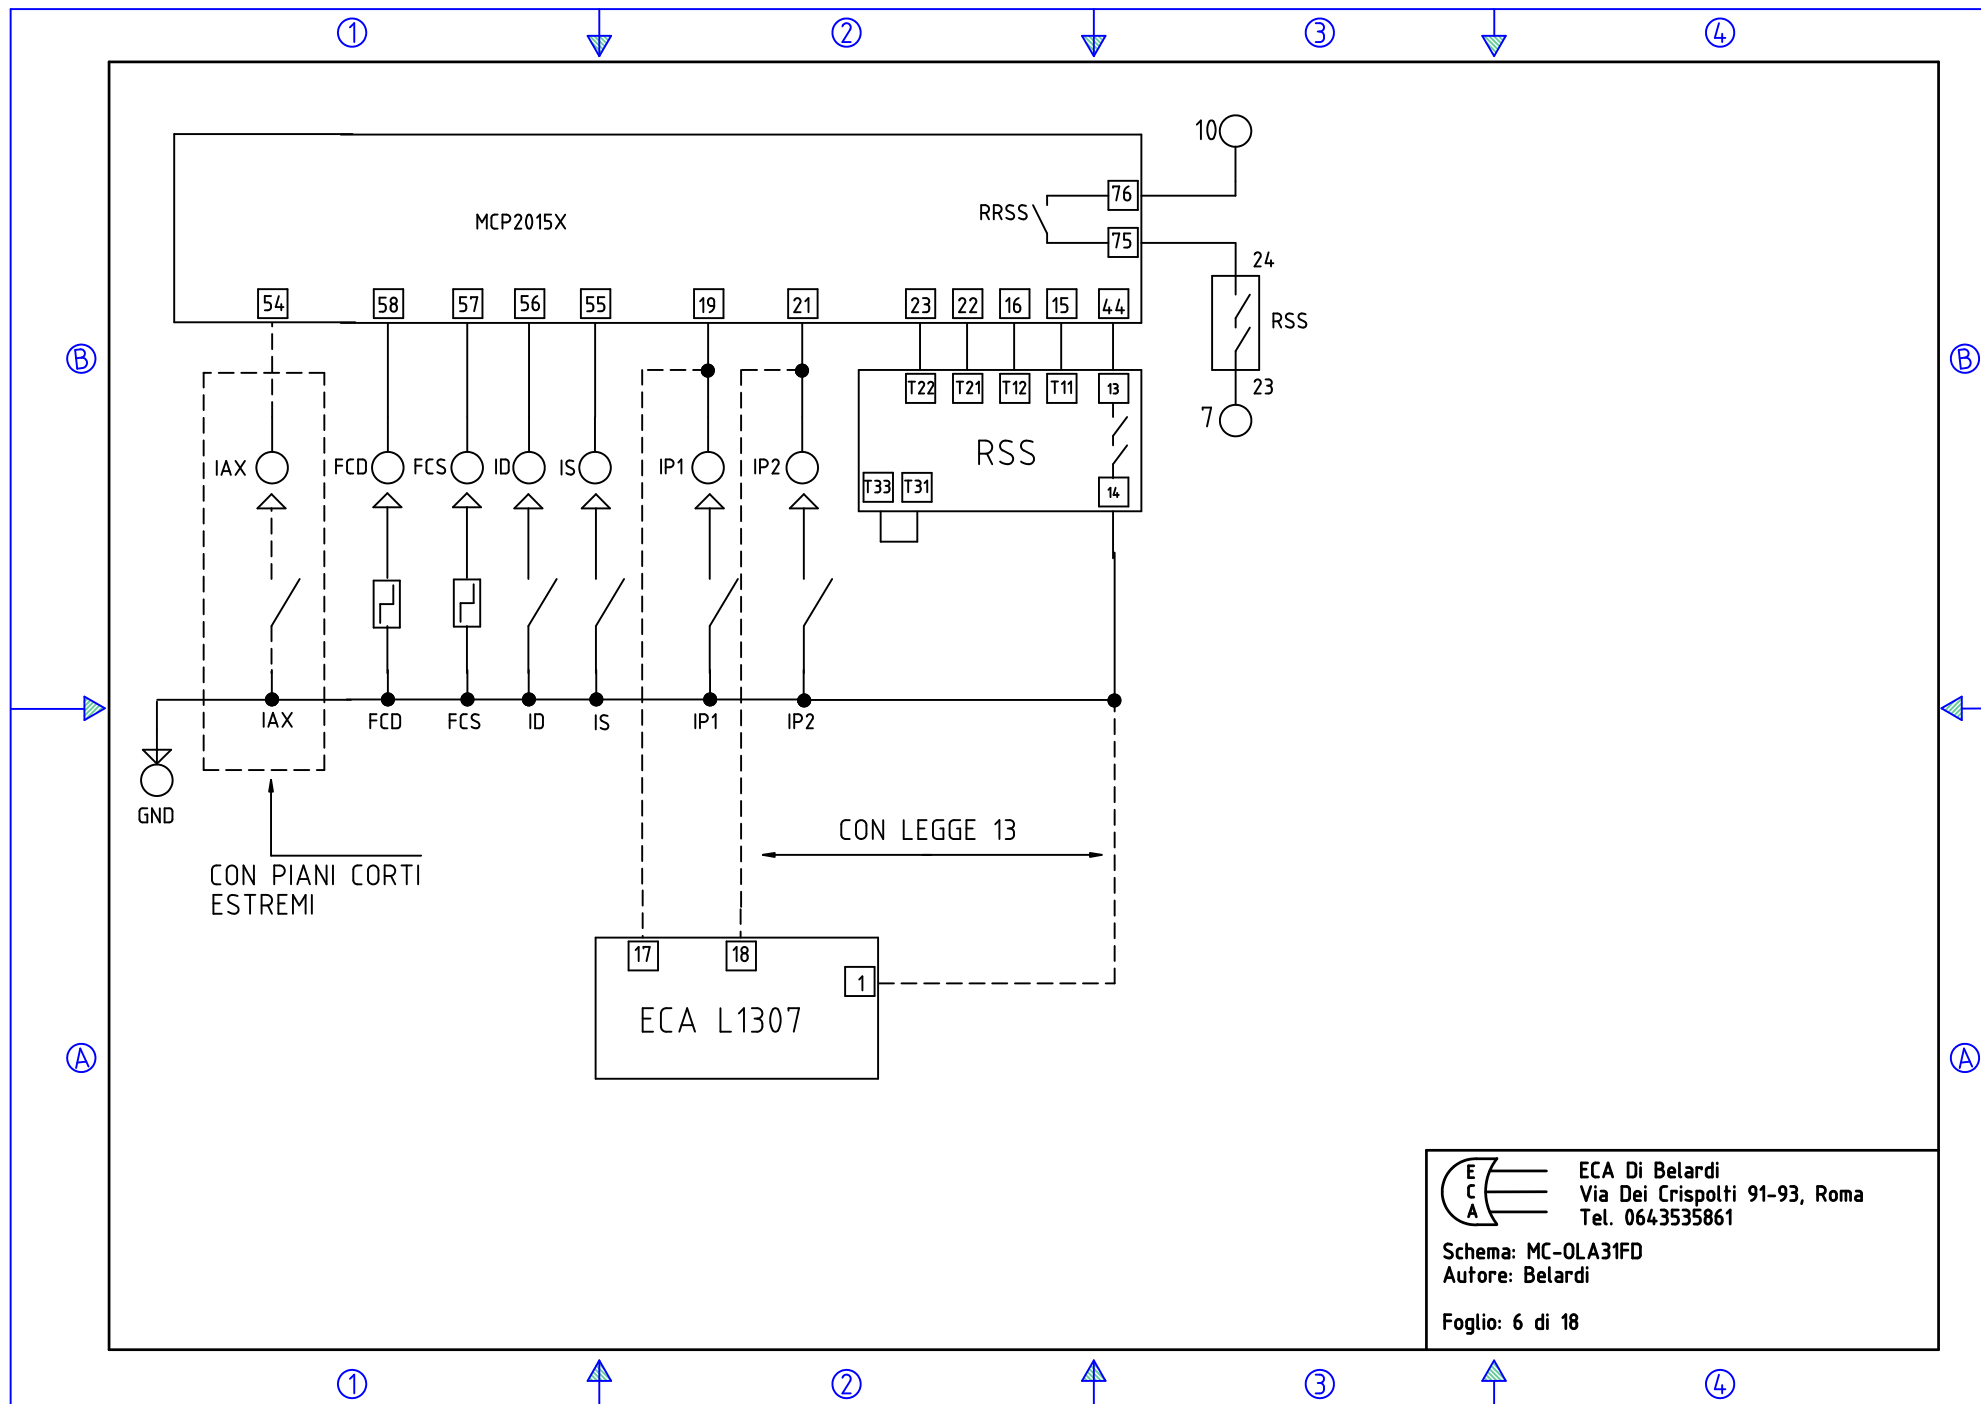 1 2 3 4
10
76
RRSS
MCP2015X
75
24
54 58 57 56 55 19 21 23 22 16 15 44
RSS
B B
T22 T21 T12 T11 13
23
7
IAX FCD FCS ID IS IP1 IP2 RSS
T33 T31 14
IAX FCD FCS ID IS IP1 IP2
GND
CON LEGGE 13
CON PIANI CORTI
ESTREMI
17 18
1
ECA L1307
A A
E
C
A
ECA Di Belardi
Via Dei Crispolti 91-93, Roma
Tel. 0643535861
Schema: MC-OLA31FD
Autore: Belardi
Foglio: 6 di 18
1 2 3 4